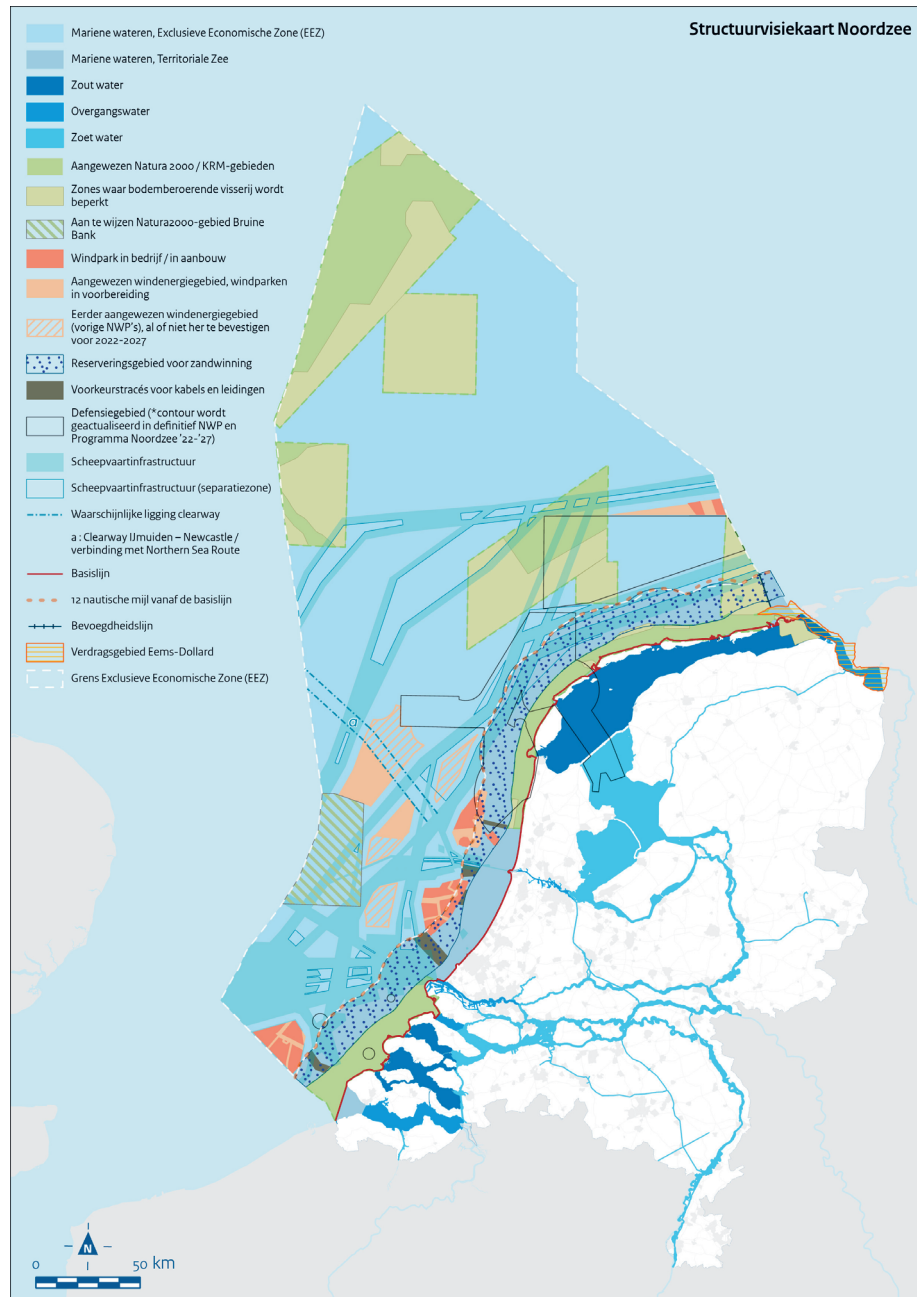 Structuurvisiekaart Noordzee
Mariene wateren, Exclusieve Economische Zone (EEZ)
Mariene wateren, Territoriale Zee
Zout water
Overgangswater
Zoet water
Aangewezen Natura 2000 / KRM-gebieden
Zones waar bodemberoerende visserij wordt
beperkt
Aan te wijzen Natura2000-gebied Bruine
Bank
Windpark in bedrijf / in aanbouw
Aangewezen windenergiegebied, windparken
in voorbereiding
Eerder aangewezen windenergiegebied
(vorige NWP's), al of niet her te bevestigen
voor 2022-2027
Reserveringsgebied voor zandwinning
Voorkeurstracés voor kabels en leidingen
Defensiegebied (*contour wordt
geactualiseerd in definitief NWP en
Programma Noordzee '22-'27)
Scheepvaartinfrastructuur
Scheepvaartinfrastructuur (separatiezone)
Waarschijnlijke ligging clearway
a : Clearway IJmuiden – Newcastle /
verbinding met Northern Sea Route
Basislijn
12 nautische mijl vanaf de basislijn
Bevoegdheidslijn
Verdragsgebied Eems-Dollard
Grens Exclusieve Economische Zone (EEZ)
a
N
0 50 km